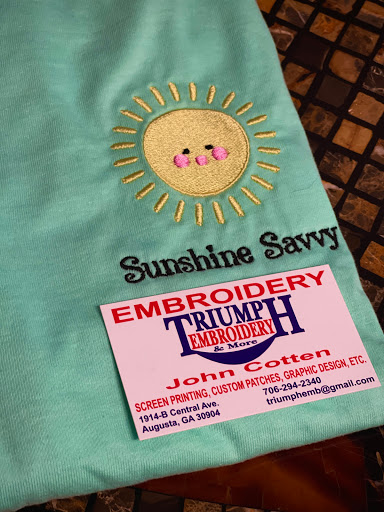 Sunshine Savvy
EMBROIDERY
TRIUMPH
EMBROIDERY
& More
John Cotten
SCREEN PRINTING, CUSTOM PATCHES, GRAPHIC DESIGN, ETC.
1914-B Central Ave. 706-294-2340
Augusta, GA 30904 triumphemb@gmail.com